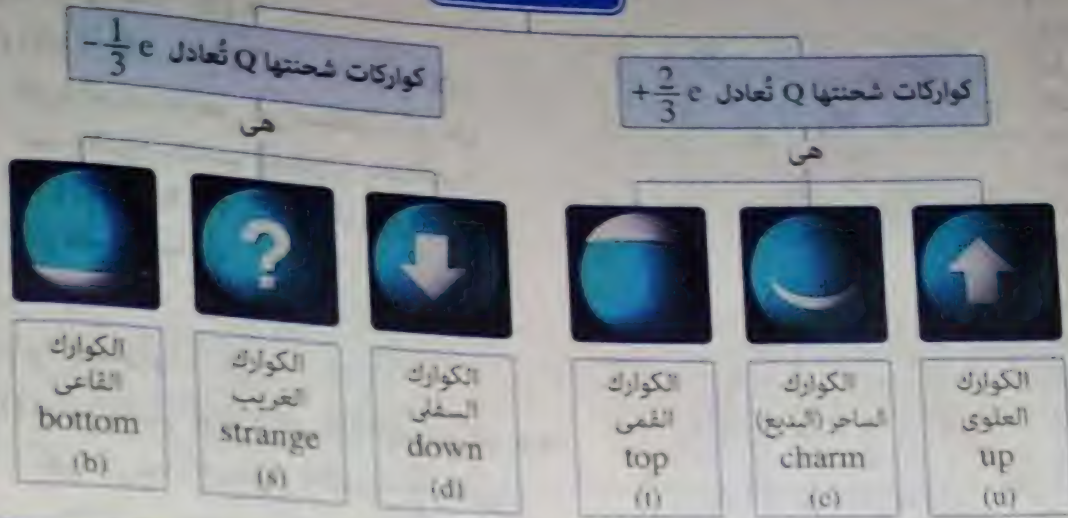 كواركات شحنتها Q تُعادل +2/3 e
هى
الكوارك
العلوى
up
(u)
الكوارك
الساحر (البديع)
charm
(c)
الكوارك
القمى
top
(t)
كواركات شحنتها Q تُعادل -1/3 e
هى
الكوارك
السفلى
down
(d)
?
الكوارك
الغريب
strange
(s)
الكوارك
القاعى
bottom
(b)